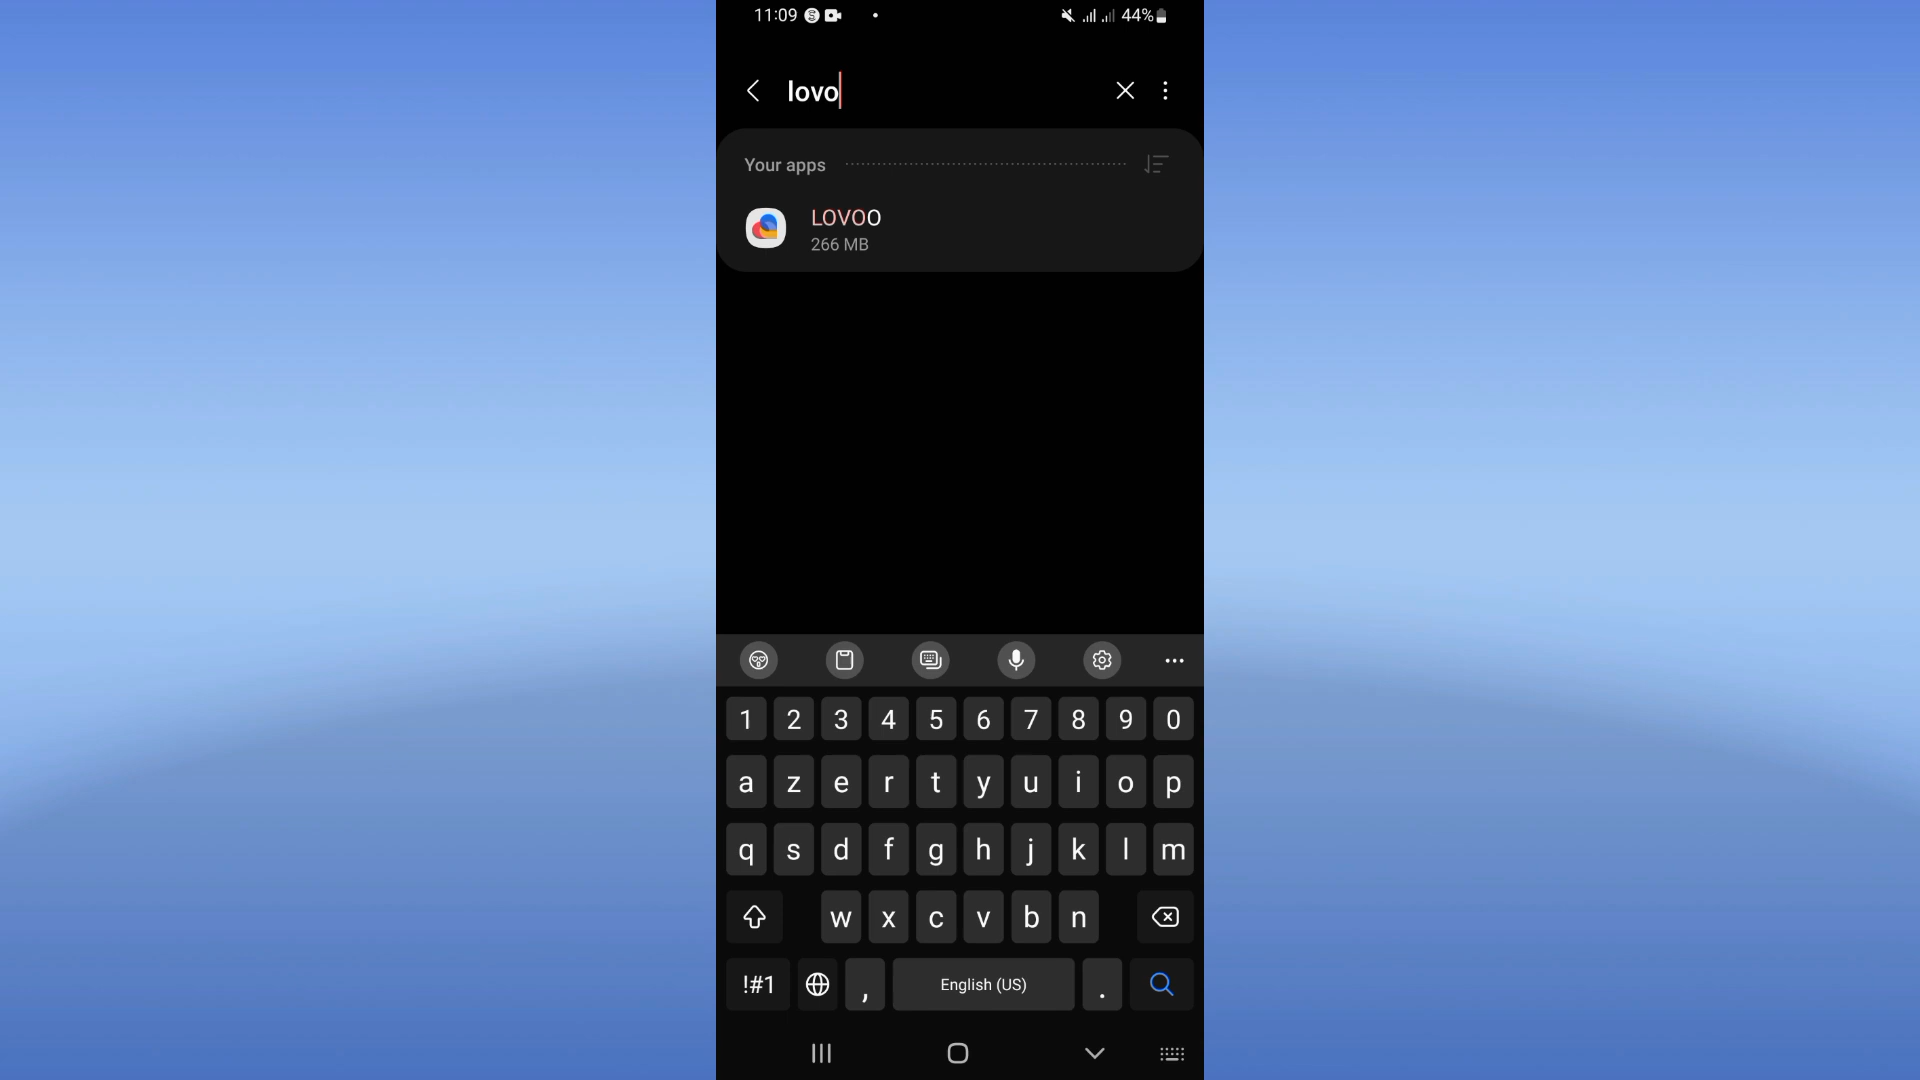 11:09 44%
lovo
Your apps
LOVOO
266 MB
1 2 3 4 5 6 7 8 9 0
a z e r t y u i o p
q s d f g h j k l m
w x c v b n
!#1 , English (US) .